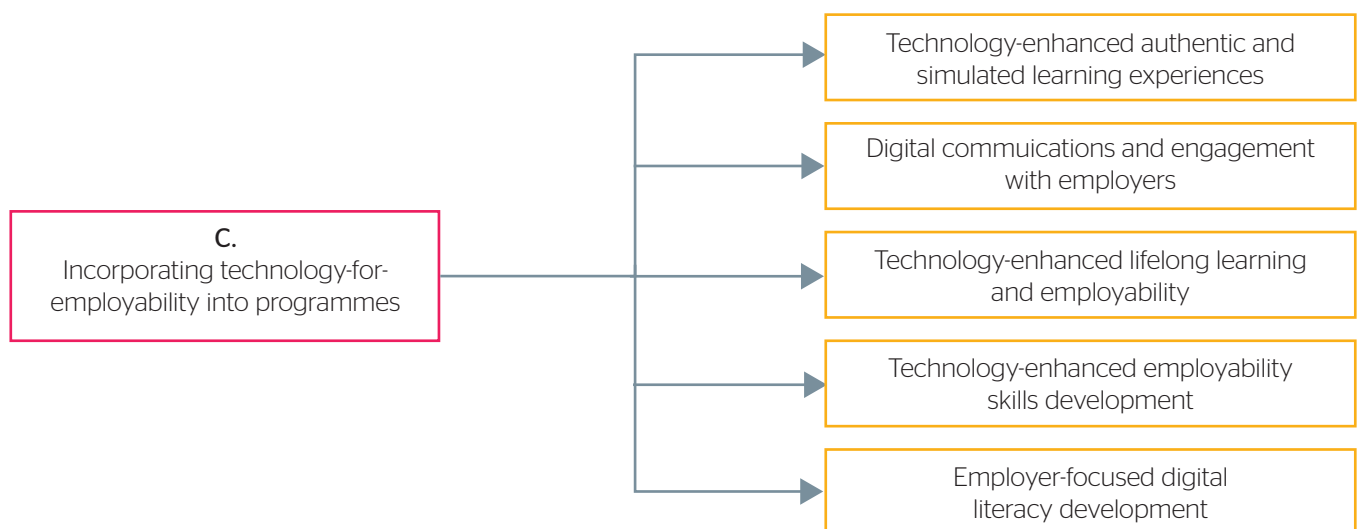 C.
Incorporating technology-for-
employability into programmes
Technology-enhanced authentic and
simulated learning experiences
Digital commuications and engagement
with employers
Technology-enhanced lifelong learning
and employability
Technology-enhanced employability
skills development
Employer-focused digital
literacy development